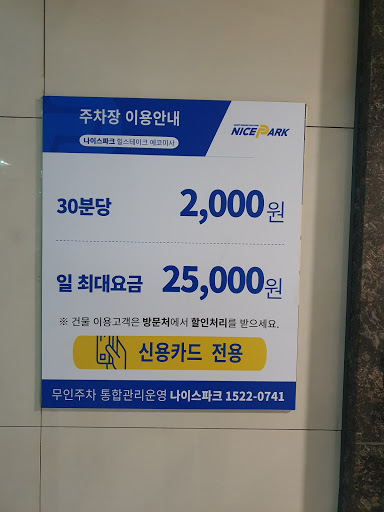 주차장 이용안내
나이스파크 힐스테이크 에코미사
NICE PARK
30분당 2,000원
일 최대요금 25,000원
※ 건물 이용고객은 방문처에서 할인처리를 받으세요.
신용카드 전용
무인주차 통합관리운영 나이스파크 1522-0741